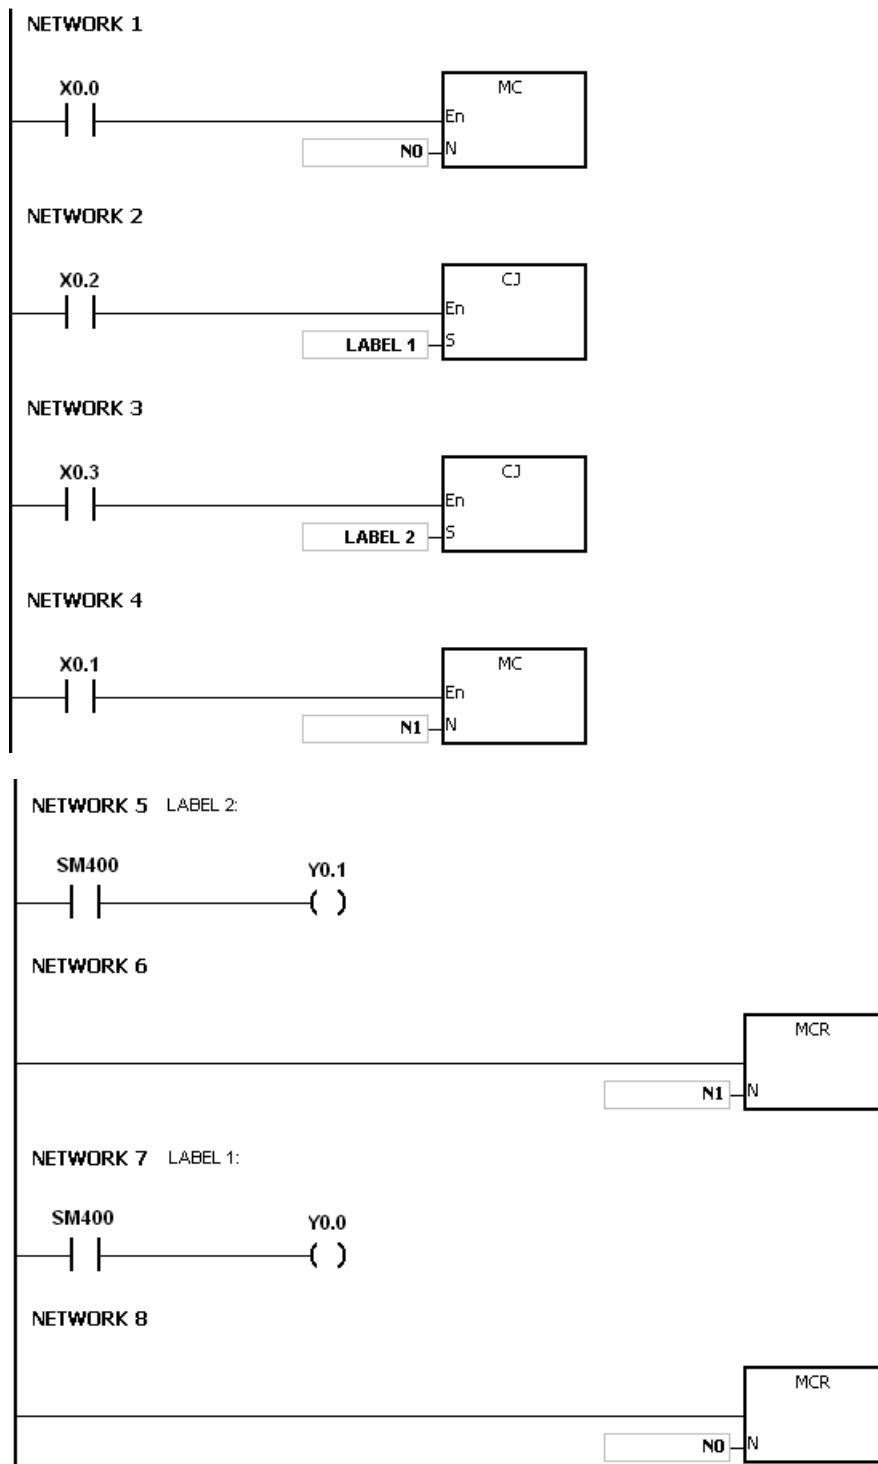 NETWORK 1
X0.0
MC
En
N0 N
NETWORK 2
X0.2
CJ
En
LABEL 1 S
NETWORK 3
X0.3
CJ
En
LABEL 2 S
NETWORK 4
X0.1
MC
En
N1 N
NETWORK 5 LABEL 2:
SM400 Y0.1
NETWORK 6
MCR
N1 N
NETWORK 7 LABEL 1:
SM400 Y0.0
NETWORK 8
MCR
N0 N